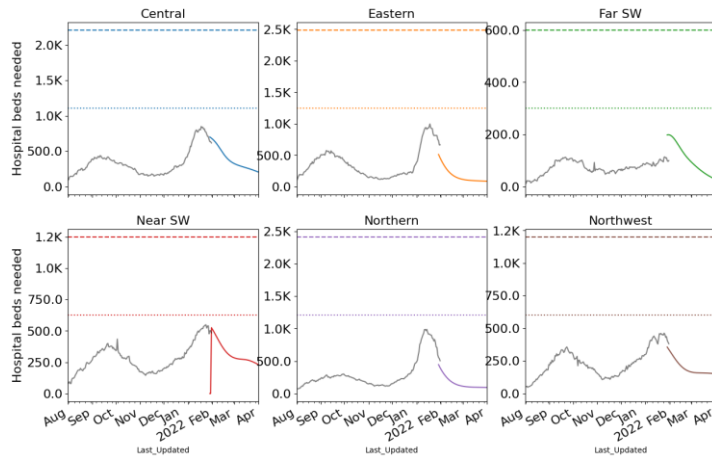 Central
Eastern
Far SW
Hospital beds needed
2.0K
1.5K
1.0K
500.0
0.0
2.5K
2.0K
1.5K
1.0K
500.0
0.0
600.0
400.0
200.0
0.0
Near SW
Northern
Northwest
Hospital beds needed
1.2K
750.0
500.0
250.0
0.0
2.5K
2.0K
1.5K
1.0K
500.0
0.0
1.2K
1.0K
750.0
500.0
250.0
0.0
Aug Sep Oct Nov Dec Jan 2022 Feb Mar Apr
Aug Sep Oct Nov Dec Jan 2022 Feb Mar Apr
Aug Sep Oct Nov Dec Jan 2022 Feb Mar Apr
Last_Updated
Last_Updated
Last_Updated